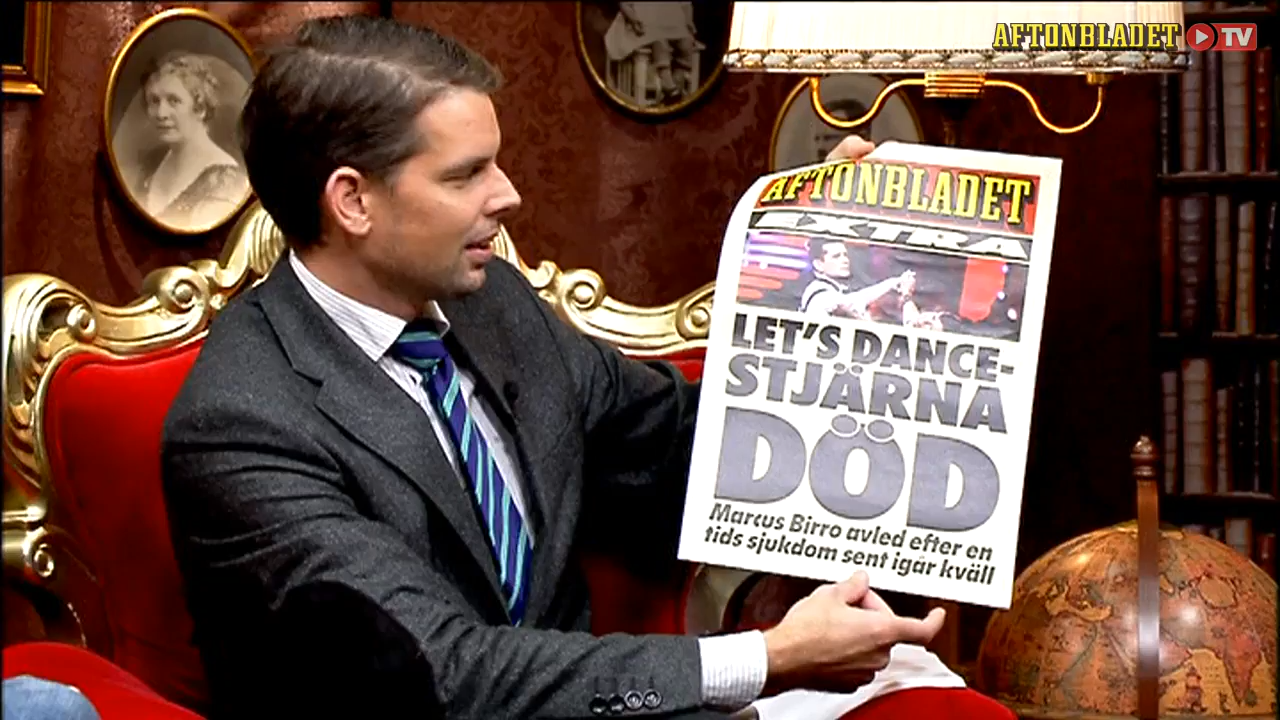 AFTONBLADET TV
AFTONBLADET
EXTRA
LET'S DANCE-
STJÄRNA
DÖD
Marcus Birro avled efter en
tids sjukdom sent igår kväll